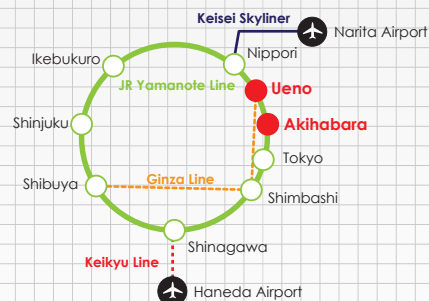 Keisei Skyliner
Narita Airport
Nippori
Ikebukuro
JR Yamanote Line
Ueno
Shinjuku
Akihabara
Tokyo
Ginza Line
Shibuya
Shimbashi
Shinagawa
Keikyu Line
Haneda Airport